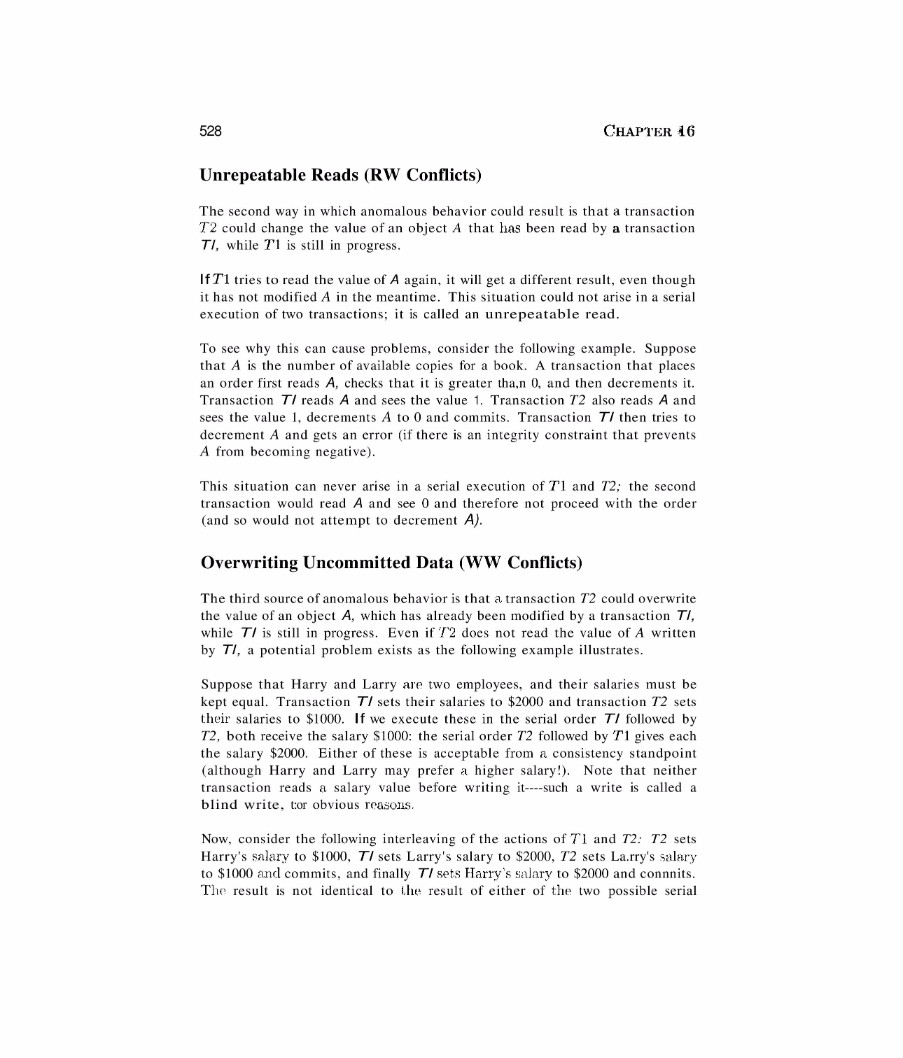 528
CHAPTER 16
Unrepeatable Reads (RW Conflicts)
The second way in which anomalous behavior could result is that a transaction
T2 could change the value of an object A that has been read by a transaction
T/, while T1 is still in progress.
If T1 tries to read the value of A again, it will get a different result, even though
it has not modified A in the meantime. This situation could not arise in a serial
execution of two transactions; it is called an unrepeatable read.
To see why this can cause problems, consider the following example. Suppose
that A is the number of available copies for a book. A transaction that places
an order first reads A, checks that it is greater tha,n 0, and then decrements it.
Transaction T/ reads A and sees the value 1. Transaction T2 also reads A and
sees the value 1, decrements A to 0 and commits. Transaction T/ then tries to
decrement A and gets an error (if there is an integrity constraint that prevents
A from becoming negative).
This situation can never arise in a serial execution of T1 and T2; the second
transaction would read A and see 0 and therefore not proceed with the order
(and so would not attempt to decrement A).
Overwriting Uncommitted Data (WW Conflicts)
The third source of anomalous behavior is that a transaction T2 could overwrite
the value of an object A, which has already been modified by a transaction T/,
while T/ is still in progress. Even if T2 does not read the value of A written
by T/, a potential problem exists as the following example illustrates.
Suppose that Harry and Larry are two employees, and their salaries must be
kept equal. Transaction T/ sets their salaries to $2000 and transaction T2 sets
their salaries to $1000. If we execute these in the serial order T/ followed by
T2, both receive the salary $1000: the serial order T2 followed by T1 gives each
the salary $2000. Either of these is acceptable from a consistency standpoint
(although Harry and Larry may prefer a higher salary!). Note that neither
transaction reads a salary value before writing it----such a write is called a
blind write, t:or obvious reasons.
Now, consider the following interleaving of the actions of T1 and T2: T2 sets
Harry's salary to $1000, T/ sets Larry's salary to $2000, T2 sets La.rry's salary
to $1000 and commits, and finally T/ sets Harry's salary to $2000 and connnits.
The result is not identical to the result of either of the two possible serial